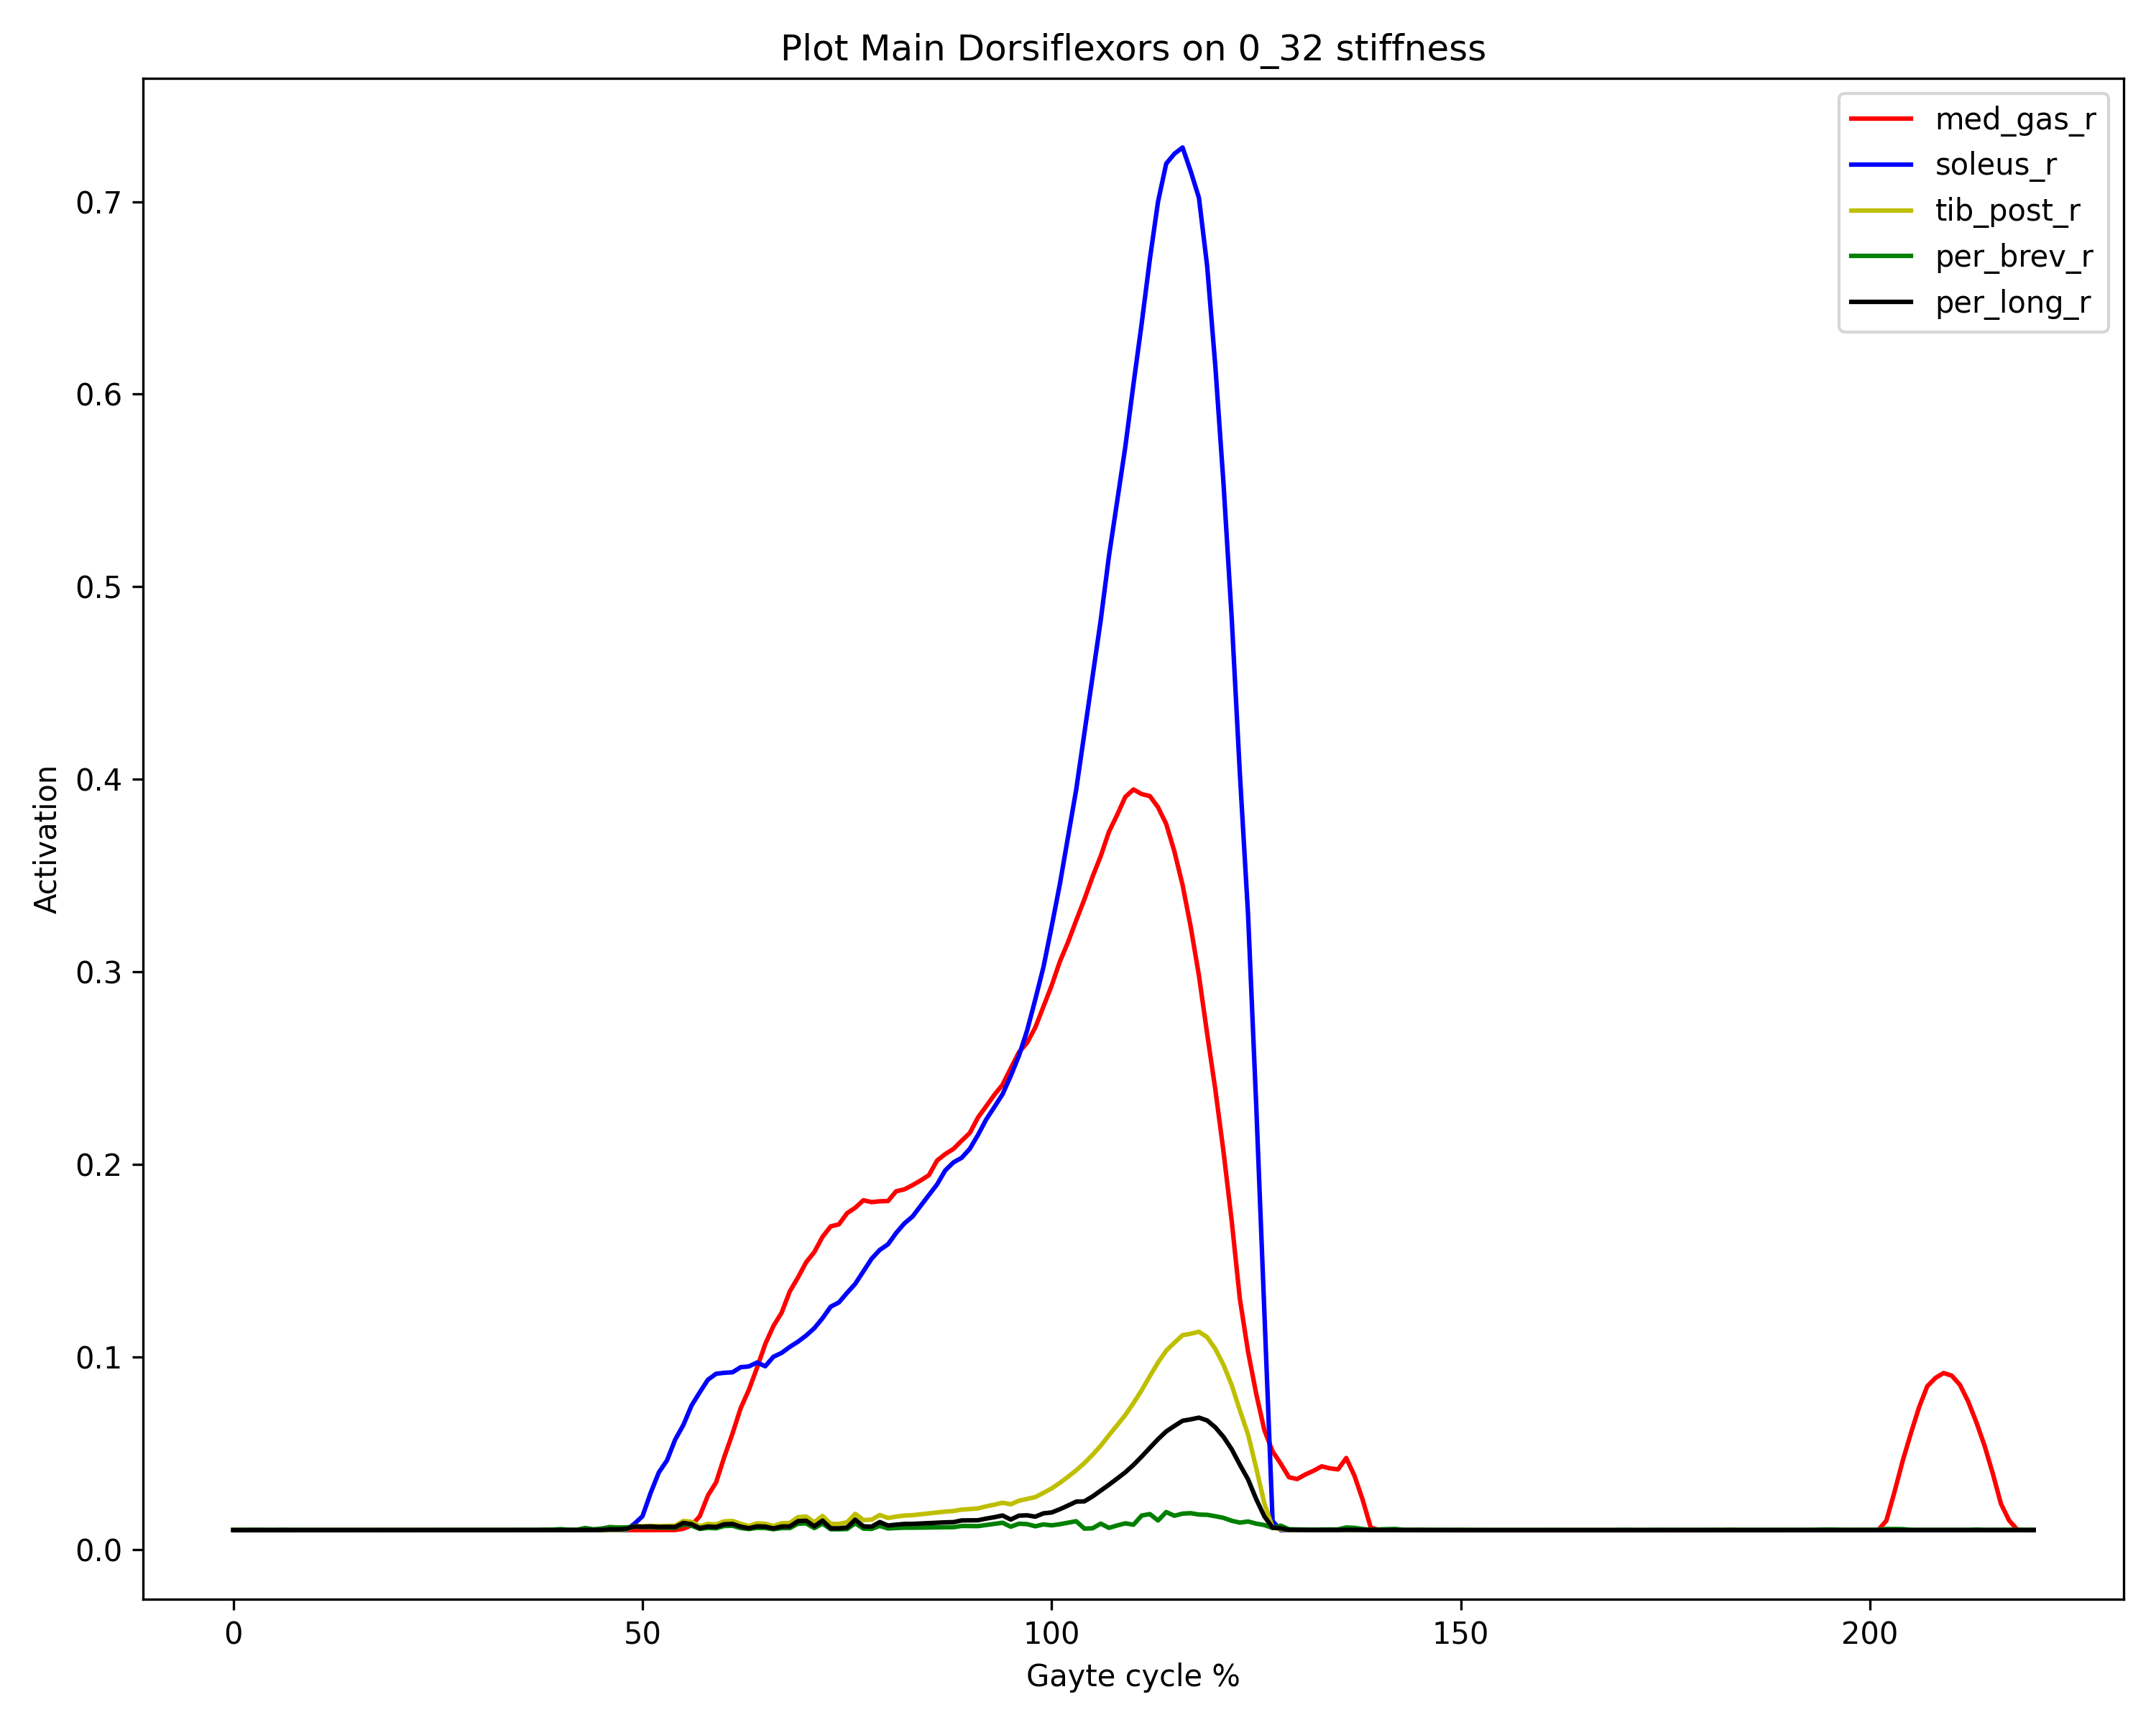 Plot Main Dorsiflexors on 0_32 stiffness
med_gas_r
soleus_r
tib_post_r
per_brev_r
per_long_r
Activation
0.7
0.6
0.5
0.4
0.3
0.2
0.1
0.0
0 50 100 150 200
Gayte cycle %